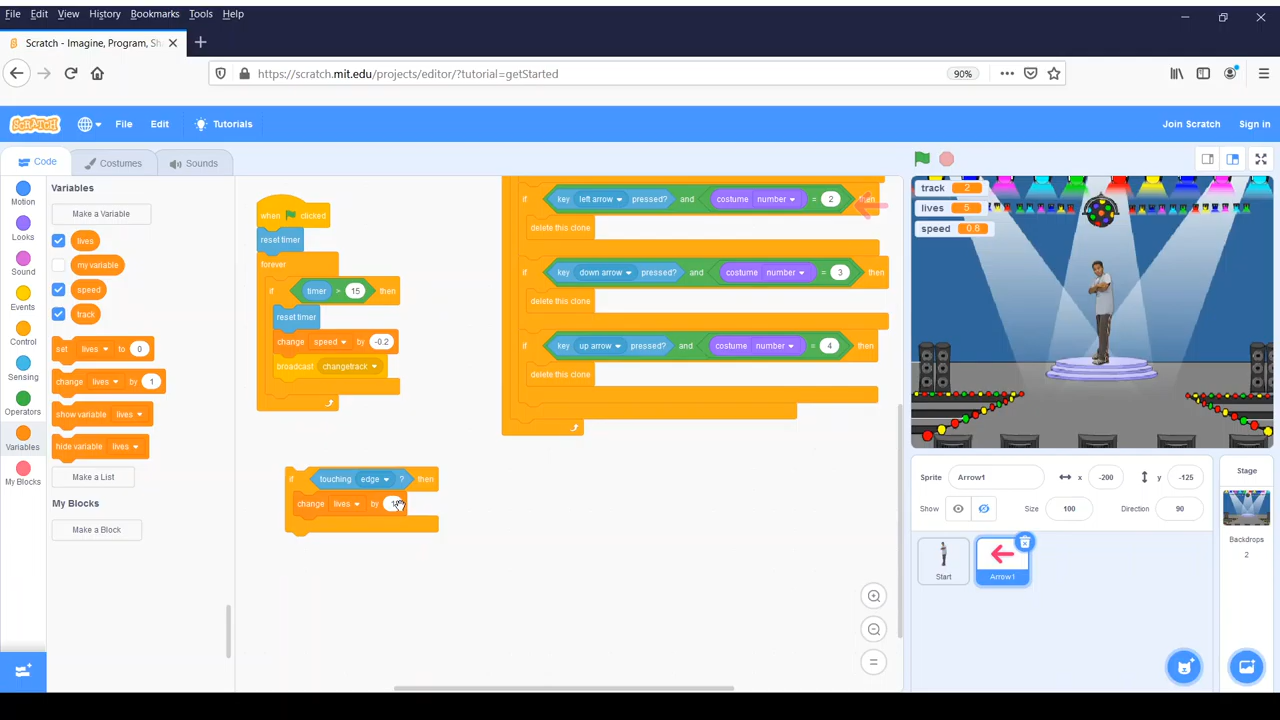 File Edit View History Bookmarks Tools Help
Scratch - Imagine, Program, Sh
https://scratch.mit.edu/projects/editor/?tutorial=getStarted
90%
SCRATCH File Edit Tutorials Join Scratch Sign in
Code Costumes Sounds
Motion
Looks
Sound
Events
Control
Sensing
Operators
Variables
My Blocks
Variables
Make a Variable
lives
my variable
speed
track
set lives to 0
change lives by 1
show variable lives
hide variable lives
Make a List
My Blocks
Make a Block
when clicked
reset timer
forever
if timer > 15 then
reset timer
change speed by -0.2
broadcast changetrack
if touching edge ? then
change lives by
if key left arrow pressed? and costume number = 2 then
delete this clone
if key down arrow pressed? and costume number = 3 then
delete this clone
if key up arrow pressed? and costume number = 4 then
delete this clone
track 2
lives 5
speed 0.8
Sprite Arrow1 x -200 y -125
Show Size 100 Direction 90
Start
Arrow1
Stage
Backdrops
2